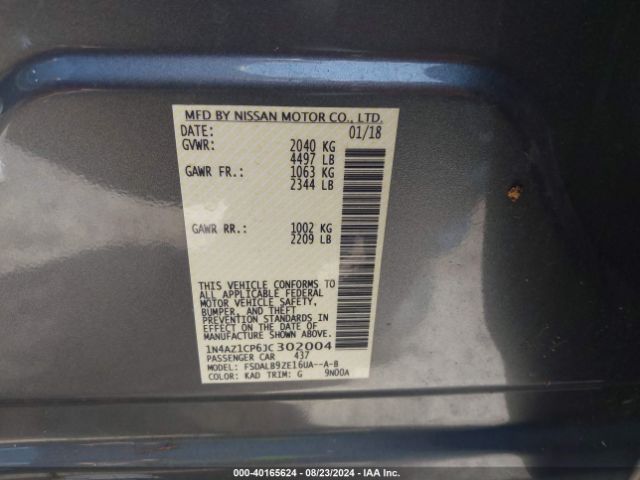 MFD BY NISSAN MOTOR CO., LTD.
DATE: 01/18
GVWR: 2040 KG
4497 LB
GAWR FR.: 1063 KG
2344 LB
GAWR RR.: 1002 KG
2209 LB
THIS VEHICLE CONFORMS TO
ALL APPLICABLE FEDERAL
MOTOR VEHICLE SAFETY,
BUMPER, AND THEFT
PREVENTION STANDARDS IN
EFFECT ON THE DATE OF
MANUFACTURE SHOWN ABOVE.
1N4AZ1CP6JC302004
PASSENGER CAR 437
MODEL: FSDALB9ZE16UA--A-B
COLOR: KAD TRIM: G 9N00A
000-40165624 - 08/23/2024 - IAA Inc.